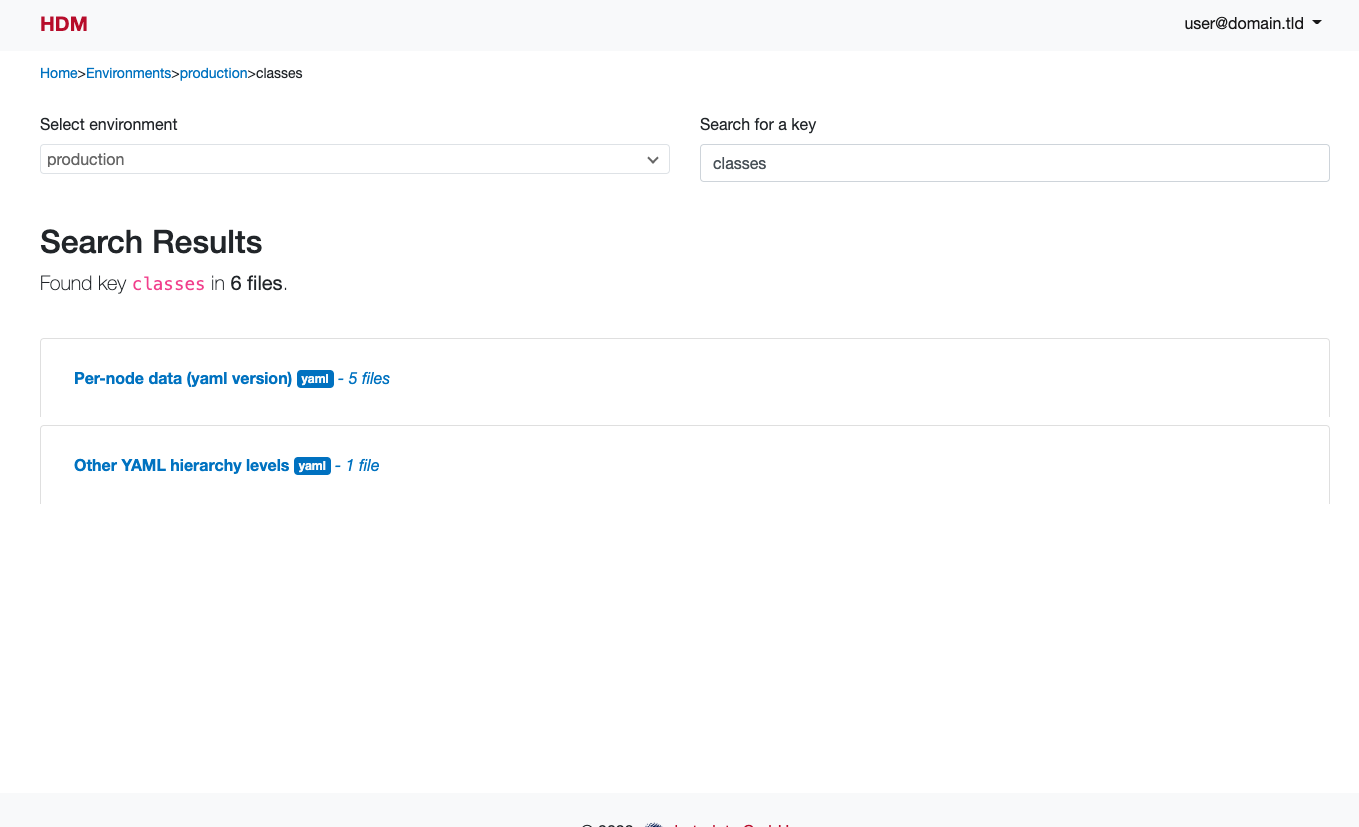 HDM
user@domain.tld
Home>Environments>production>classes
Select environment
Search for a key
production
classes
Search Results
Found key classes in 6 files.
Per-node data (yaml version) yaml - 5 files
Other YAML hierarchy levels yaml - 1 file